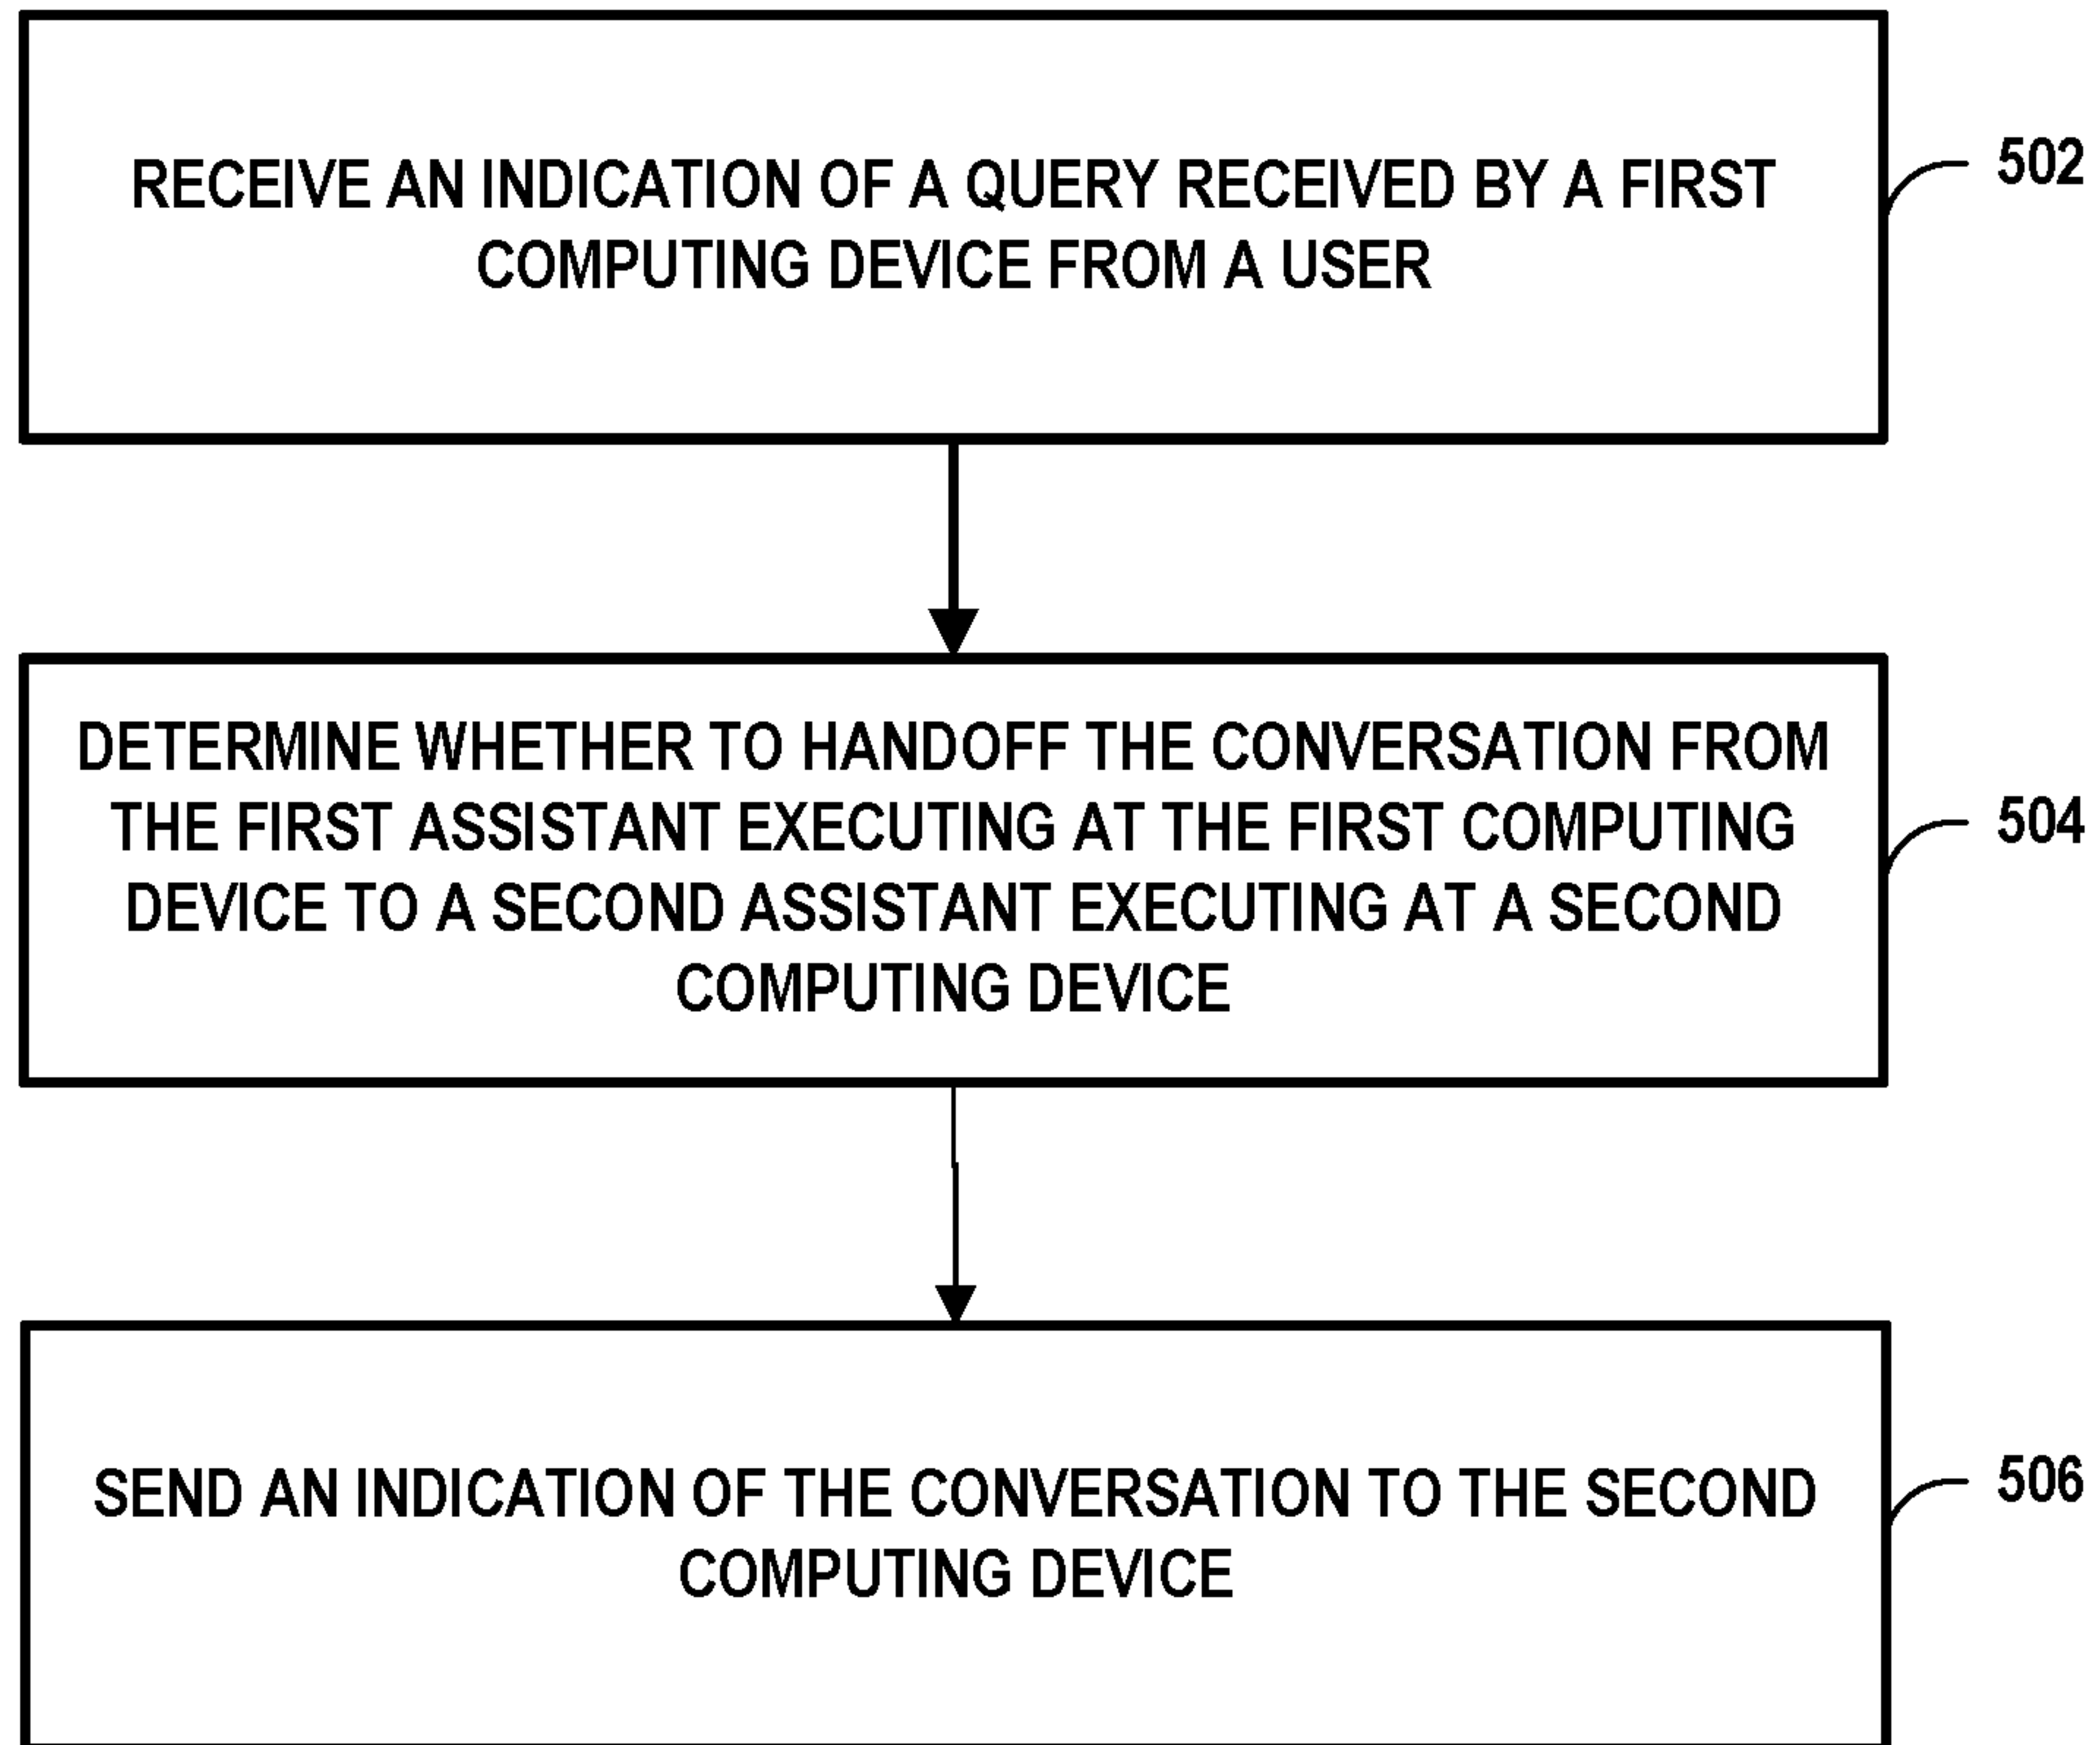 RECEIVE AN INDICATION OF A QUERY RECEIVED BY A FIRST
COMPUTING DEVICE FROM A USER
502
DETERMINE WHETHER TO HANDOFF THE CONVERSATION FROM
THE FIRST ASSISTANT EXECUTING AT THE FIRST COMPUTING
DEVICE TO A SECOND ASSISTANT EXECUTING AT A SECOND
COMPUTING DEVICE
504
SEND AN INDICATION OF THE CONVERSATION TO THE SECOND
COMPUTING DEVICE
506